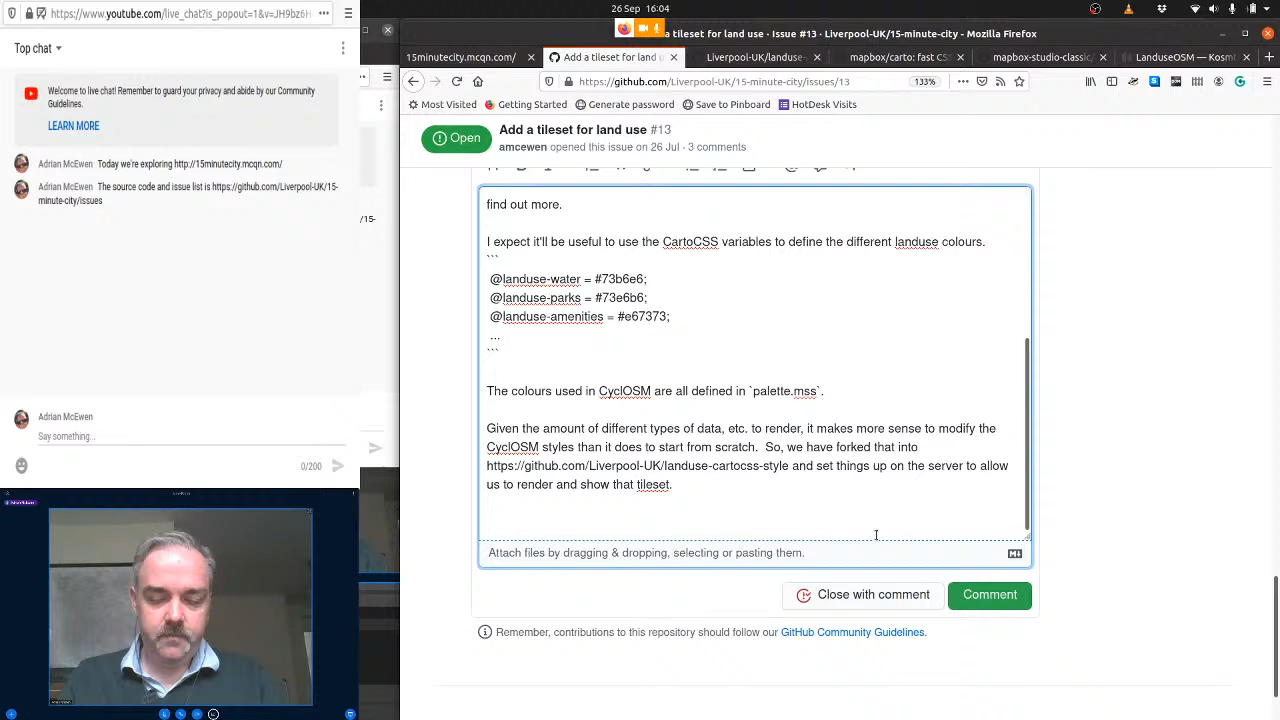 26 Sep 16:04
https://www.youtube.com/live_chat?is_popout=1&v=JH9bz6H
Top chat
Welcome to live chat! Remember to guard your privacy and abide by our Community
Guidelines.
LEARN MORE
Adrian McEwen Today we're exploring http://15minutecity.mcqn.com/
Adrian McEwen The source code and issue list is https://github.com/Liverpool-UK/15-
minute-city/issues
Adrian McEwen
Say something...
0/200
/15-
a tileset for land use · Issue #13 · Liverpool-UK/15-minute-city - Mozilla Firefox
15minutecity.mcqn.com/
Add a tileset for land use
Liverpool-UK/landuse-
mapbox/carto: fast CSS
mapbox-studio-classic/
LanduseOSM — Kosm
https://github.com/Liverpool-UK/15-minute-city/issues/13
133%
Most Visited
Getting Started
Generate password
Save to Pinboard
HotDesk Visits
Open
Add a tileset for land use #13
amcewen opened this issue on 26 Jul · 3 comments
find out more.
I expect it'll be useful to use the CartoCSS variables to define the different landuse colours.
```
@landuse-water = #73b6e6;
@landuse-parks = #73e6b6;
@landuse-amenities = #e67373;
...
```
The colours used in CyclOSM are all defined in `palette.mss`.
Given the amount of different types of data, etc. to render, it makes more sense to modify the
CyclOSM styles than it does to start from scratch. So, we have forked that into
https://github.com/Liverpool-UK/landuse-cartocss-style and set things up on the server to allow
us to render and show that tileset.
Attach files by dragging & dropping, selecting or pasting them.
Close with comment
Comment
Remember, contributions to this repository should follow our GitHub Community Guidelines.